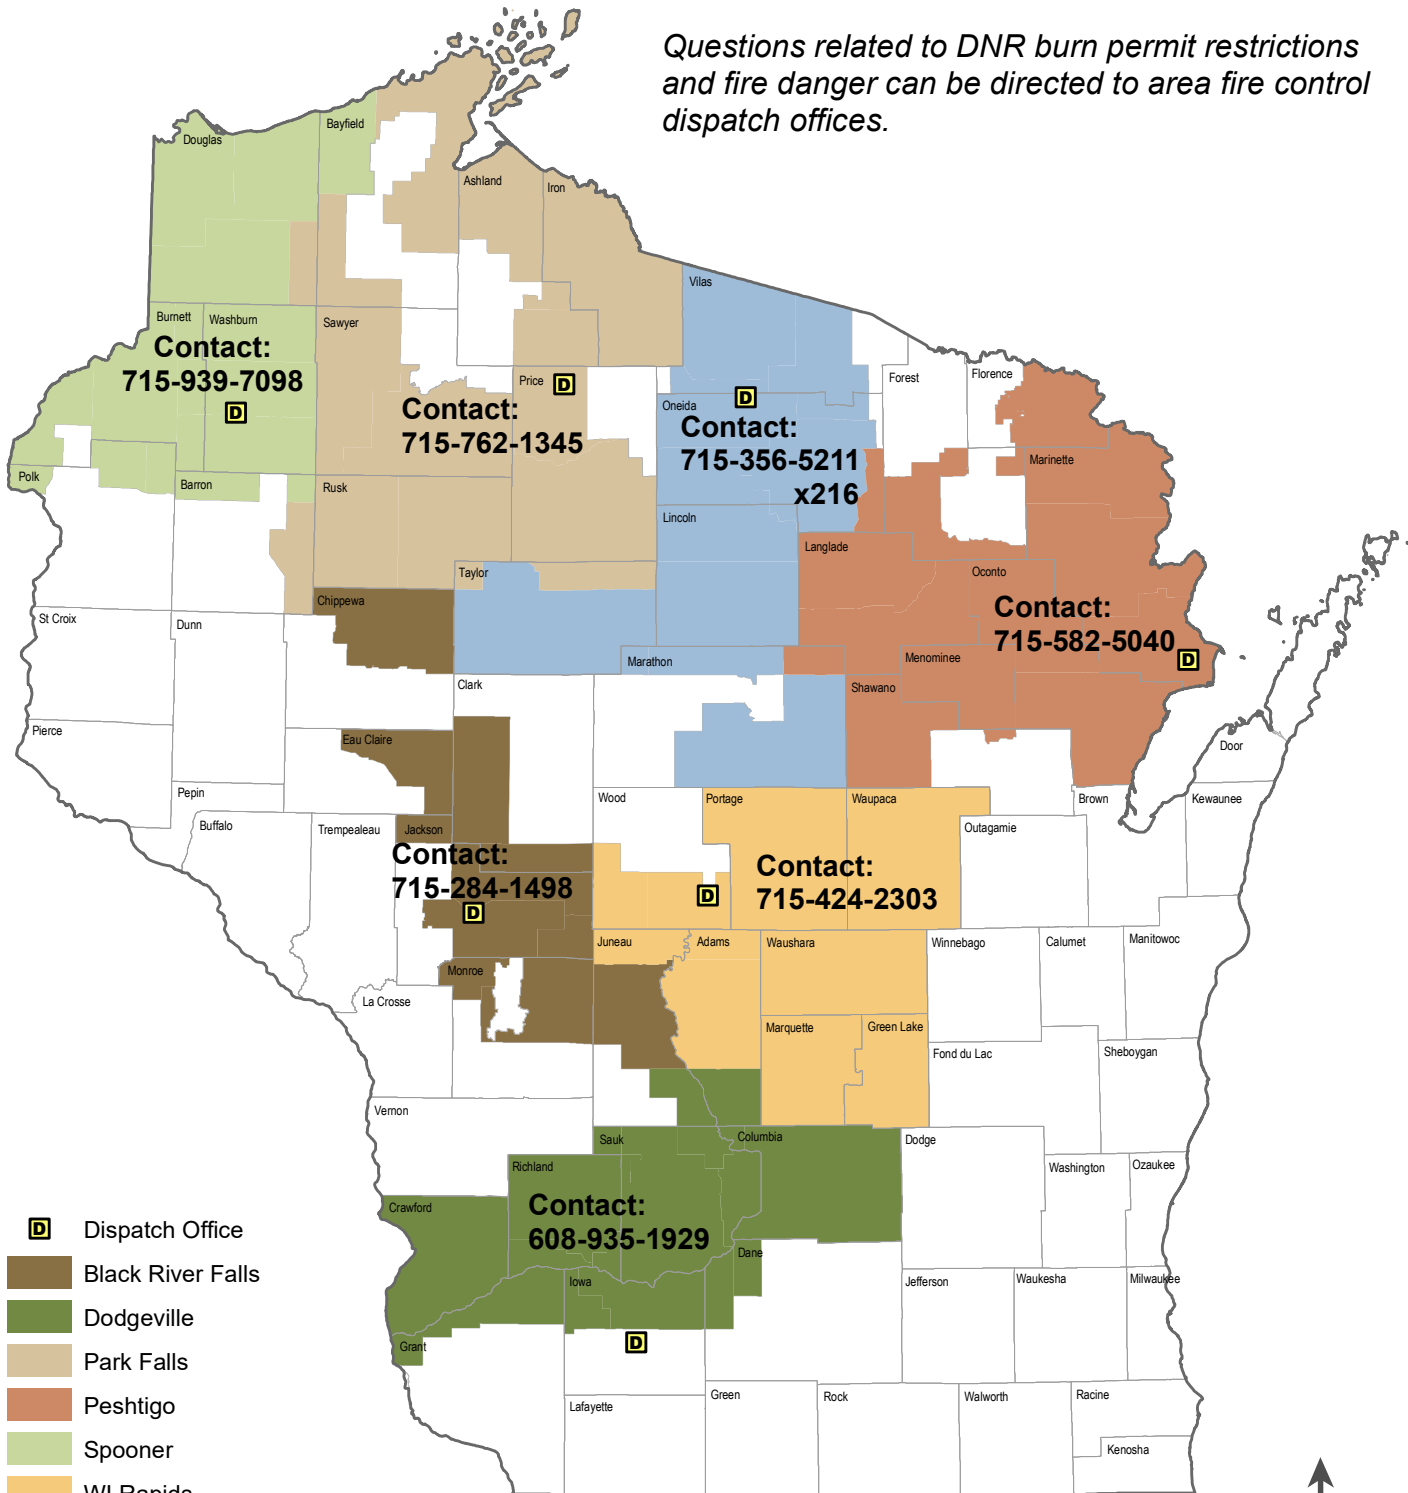 Questions related to DNR burn permit restrictions
and fire danger can be directed to area fire control
dispatch offices.
Bayfield
Douglas
Ashland
Iron
Vilas
Burnett
Washburn
Sawyer
Contact:
715-939-7098
D
Price
D
Forest
Florence
Contact:
715-762-1345
Oneida
D
Contact:
715-356-5211
x216
Marinette
Polk
Barron
Rusk
Lincoln
Langlade
Taylor
Oconto
Chippewa
Contact:
715-582-5040
D
St Croix
Dunn
Marathon
Menominee
Clark
Shawano
Pierce
Eau Claire
Door
Pepin
Wood
Portage
Waupaca
Brown
Kewaunee
Buffalo
Trempealeau
Jackson
Outagamie
Contact:
715-284-1498
D
Contact:
715-424-2303
D
Juneau
Adams
Waushara
Winnebago
Calumet
Manitowoc
Monroe
La Crosse
Marquette
Green Lake
Fond du Lac
Sheboygan
Vernon
Sauk
Columbia
Dodge
Richland
Washington
Ozaukee
Crawford
Contact:
608-935-1929
Dane
Iowa
Jefferson
Waukesha
Milwaukee
D
Grant
Lafayette
Green
Rock
Walworth
Racine
Kenosha
D Dispatch Office
Black River Falls
Dodgeville
Park Falls
Peshtigo
Spooner
WI Rapids